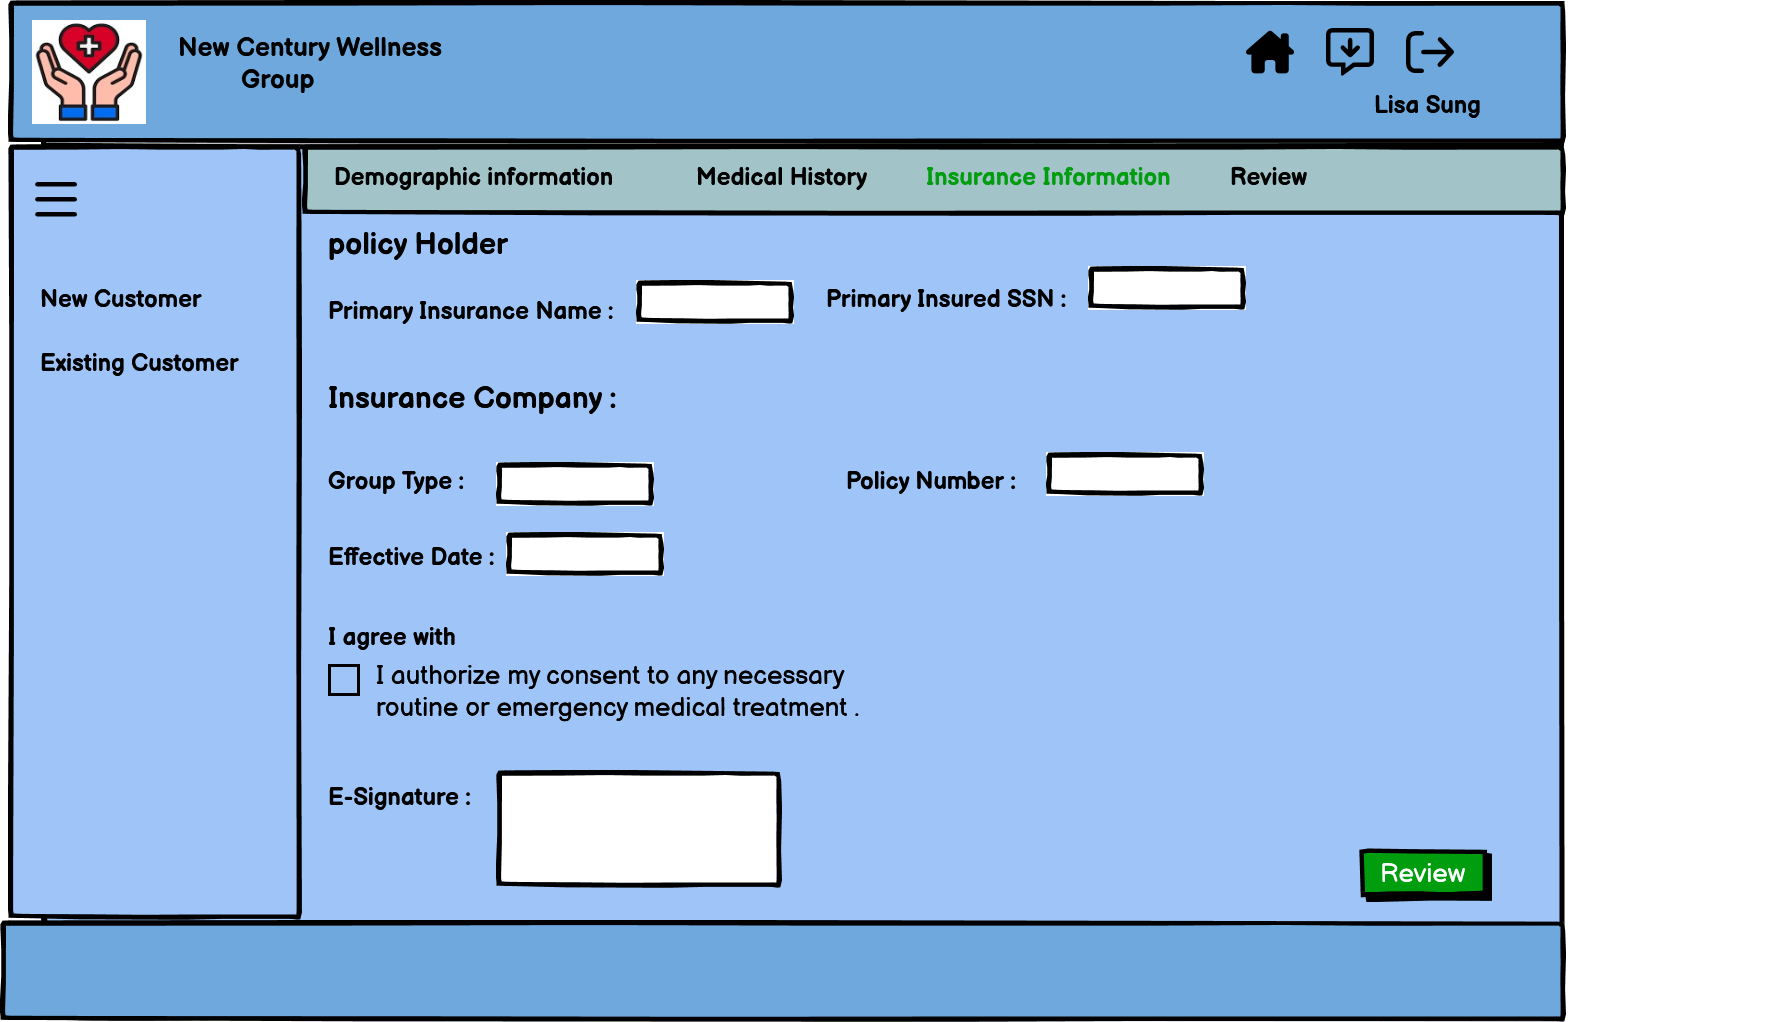 New Century Wellness
Group
Lisa Sung
Demographic information
Medical History
Insurance Information
Review
New Customer
Existing Customer
policy Holder
Primary Insurance Name :
Primary Insured SSN :
Insurance Company :
Group Type :
Policy Number :
Effective Date :
I agree with
I authorize my consent to any necessary
routine or emergency medical treatment .
E-Signature :
Review